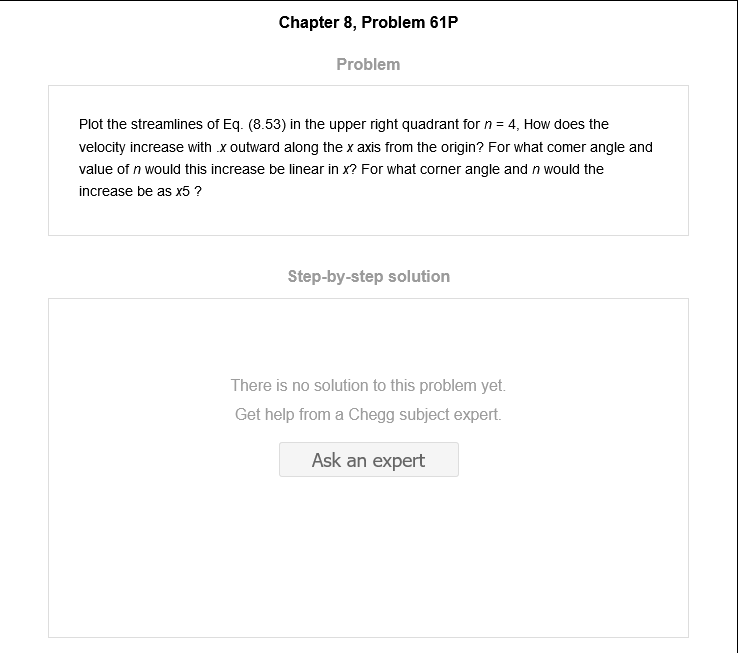 Chapter 8, Problem 61P
Problem
Plot the streamlines of Eq. (8.53) in the upper right quadrant for n = 4, How does the
velocity increase with .x outward along the x axis from the origin? For what comer angle and
value of n would this increase be linear in x? For what corner angle and n would the
increase be as x5 ?
Step-by-step solution
There is no solution to this problem yet.
Get help from a Chegg subject expert.
Ask an expert